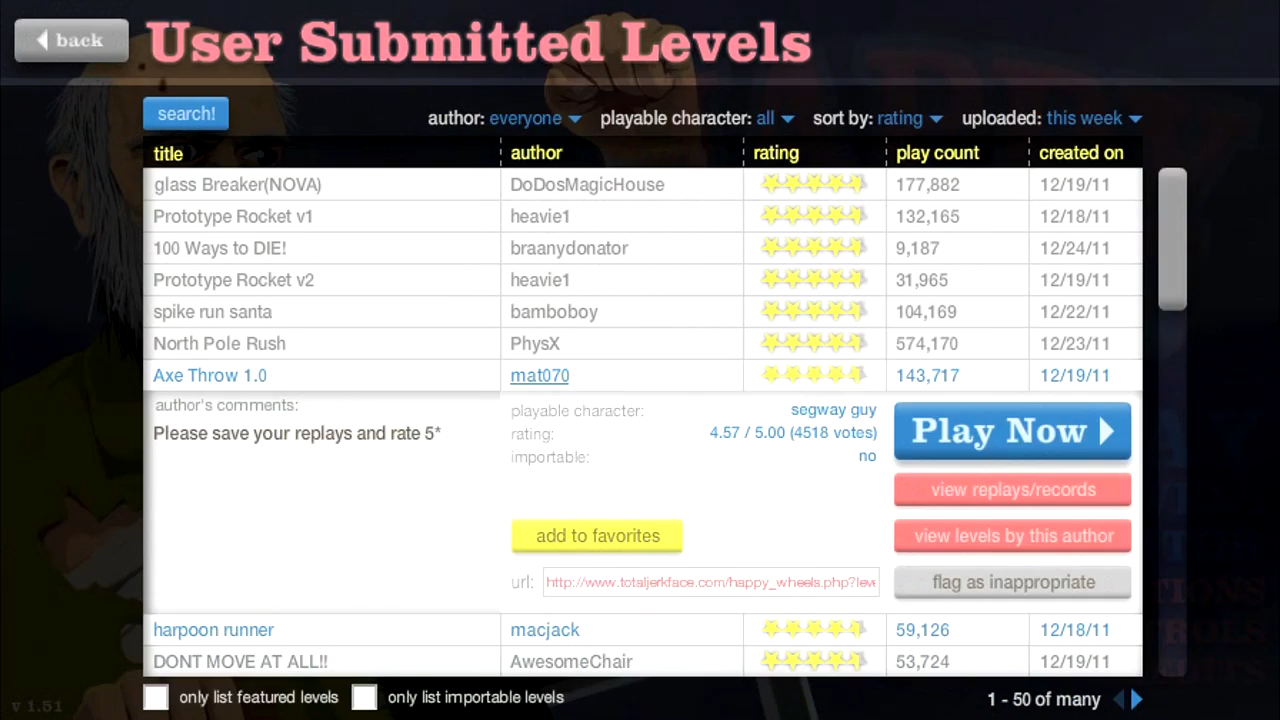 back
User Submitted Levels
search!
author: everyone playable character: all sort by: rating uploaded: this week
title author rating play count created on
glass Breaker(NOVA) DoDosMagicHouse 177,882 12/19/11
Prototype Rocket v1 heavie1 132,165 12/18/11
100 Ways to DIE! braanydonator 9,187 12/24/11
Prototype Rocket v2 heavie1 31,965 12/19/11
spike run santa bamboboy 104,169 12/22/11
North Pole Rush PhysX 574,170 12/23/11
Axe Throw 1.0 mat070 143,717 12/19/11
author's comments:
Please save your replays and rate 5*
playable character: segway guy
rating: 4.57 / 5.00 (4518 votes)
importable: no
add to favorites
url: http://www.totaljerkface.com/happy_wheels.php?leve
Play Now
view replays/records
view levels by this author
flag as inappropriate
harpoon runner macjack 59,126 12/18/11
DONT MOVE AT ALL!! AwesomeChair 53,724 12/19/11
only list featured levels only list importable levels
1 - 50 of many
v 1.51